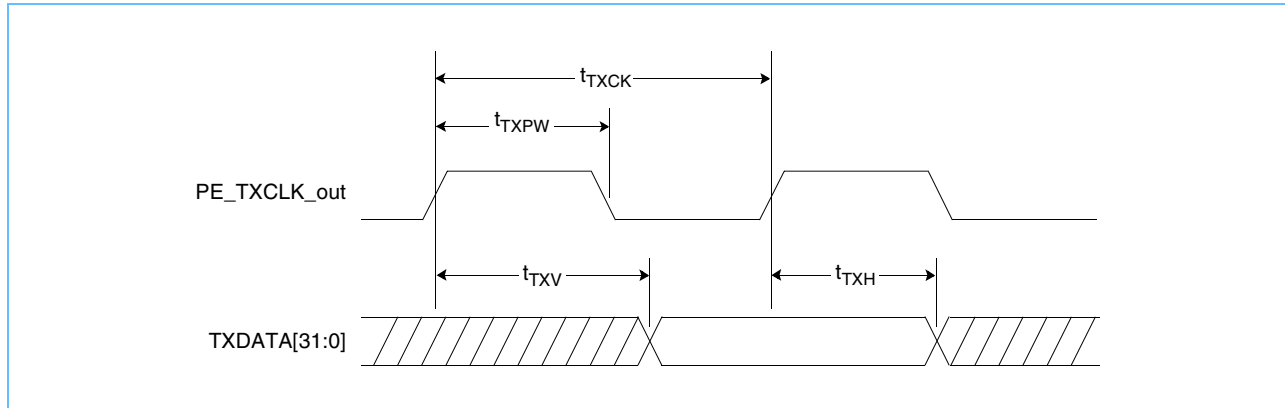 tTXCK
tTXPW
PE_TXCLK_out
tTXV
tTXH
TXDATA[31:0]